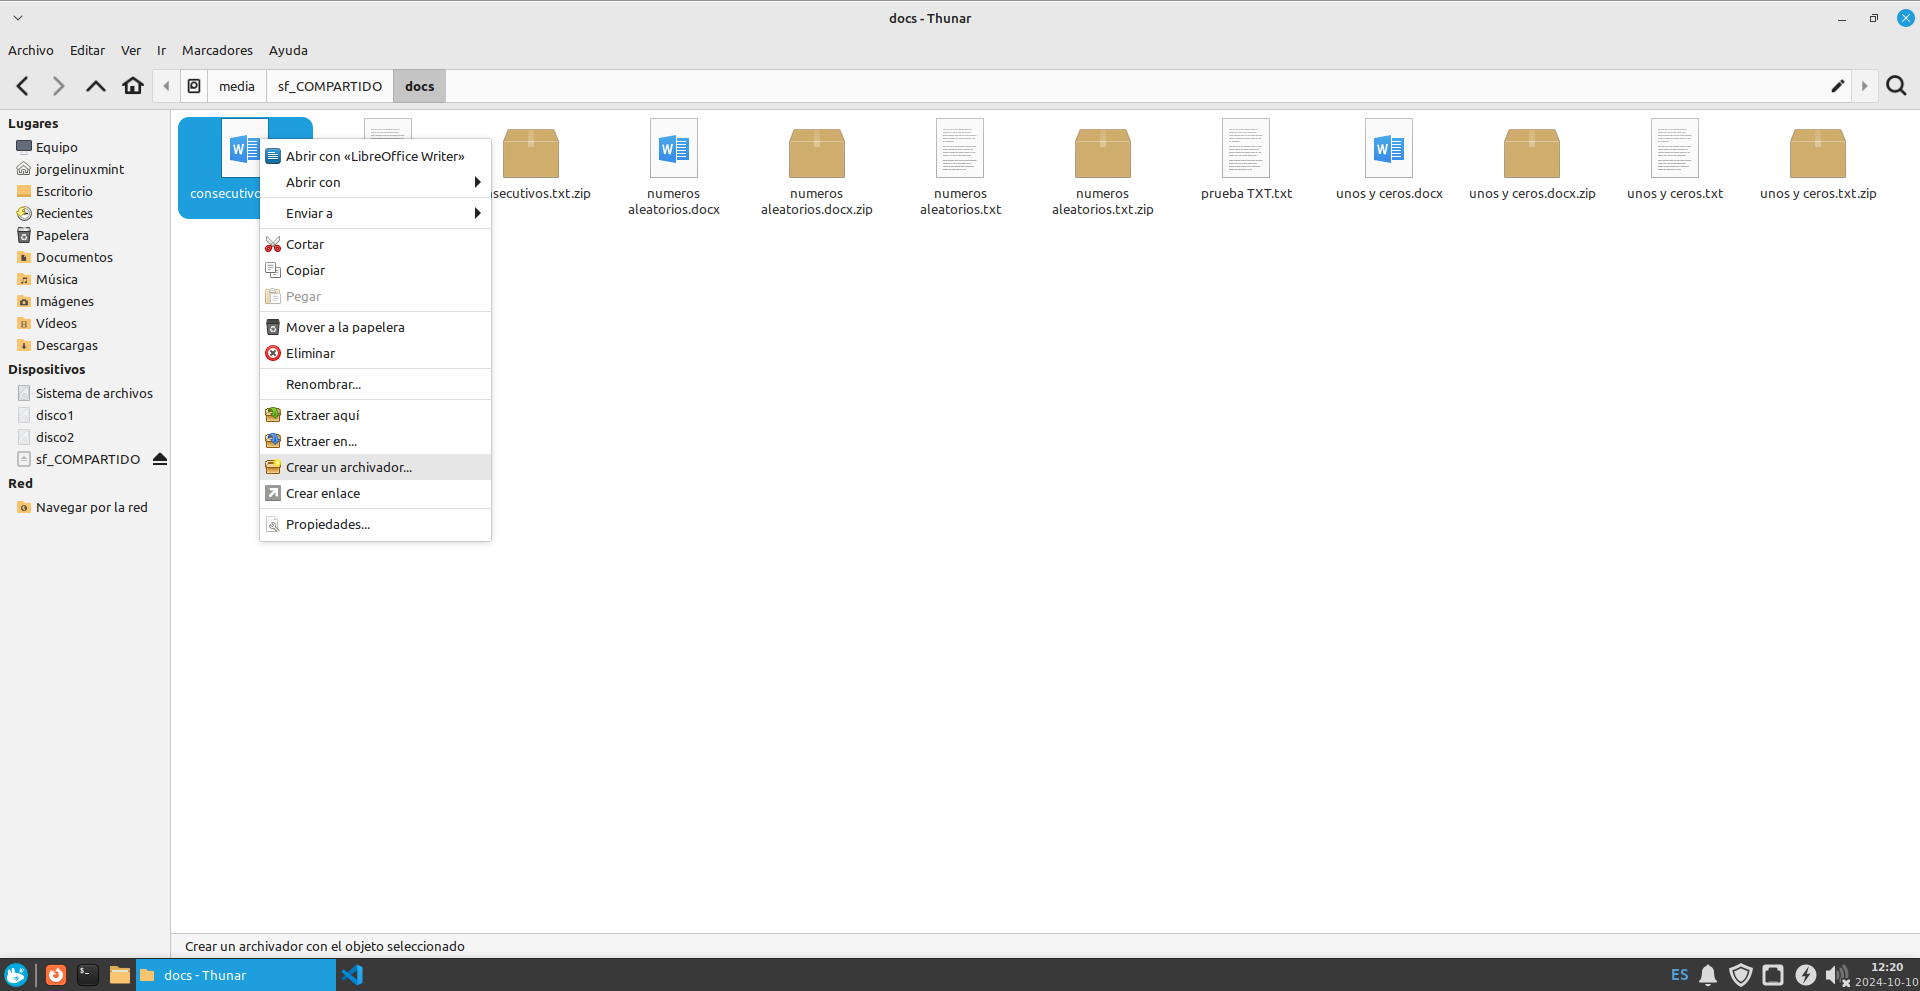 docs - Thunar
Archivo Editar Ver Ir Marcadores Ayuda
media sf_COMPARTIDO docs
Lugares
Equipo
jorgelinuxmint
Escritorio
Recientes
Papelera
Documentos
Música
Imágenes
Vídeos
Descargas
Dispositivos
Sistema de archivos
disco1
disco2
sf_COMPARTIDO
Red
Navegar por la red
Abrir con «LibreOffice Writer»
Abrir con
Enviar a
Cortar
Copiar
Pegar
Mover a la papelera
Eliminar
Renombrar...
Extraer aquí
Extraer en...
Crear un archivador...
Crear enlace
Propiedades...
numeros
aleatorios.docx
numeros
aleatorios.docx.zip
numeros
aleatorios.txt
numeros
aleatorios.txt.zip
prueba TXT.txt
unos y ceros.docx
unos y ceros.docx.zip
unos y ceros.txt
unos y ceros.txt.zip
Crear un archivador con el objeto seleccionado
docs - Thunar
ES
12:20
2024-10-10